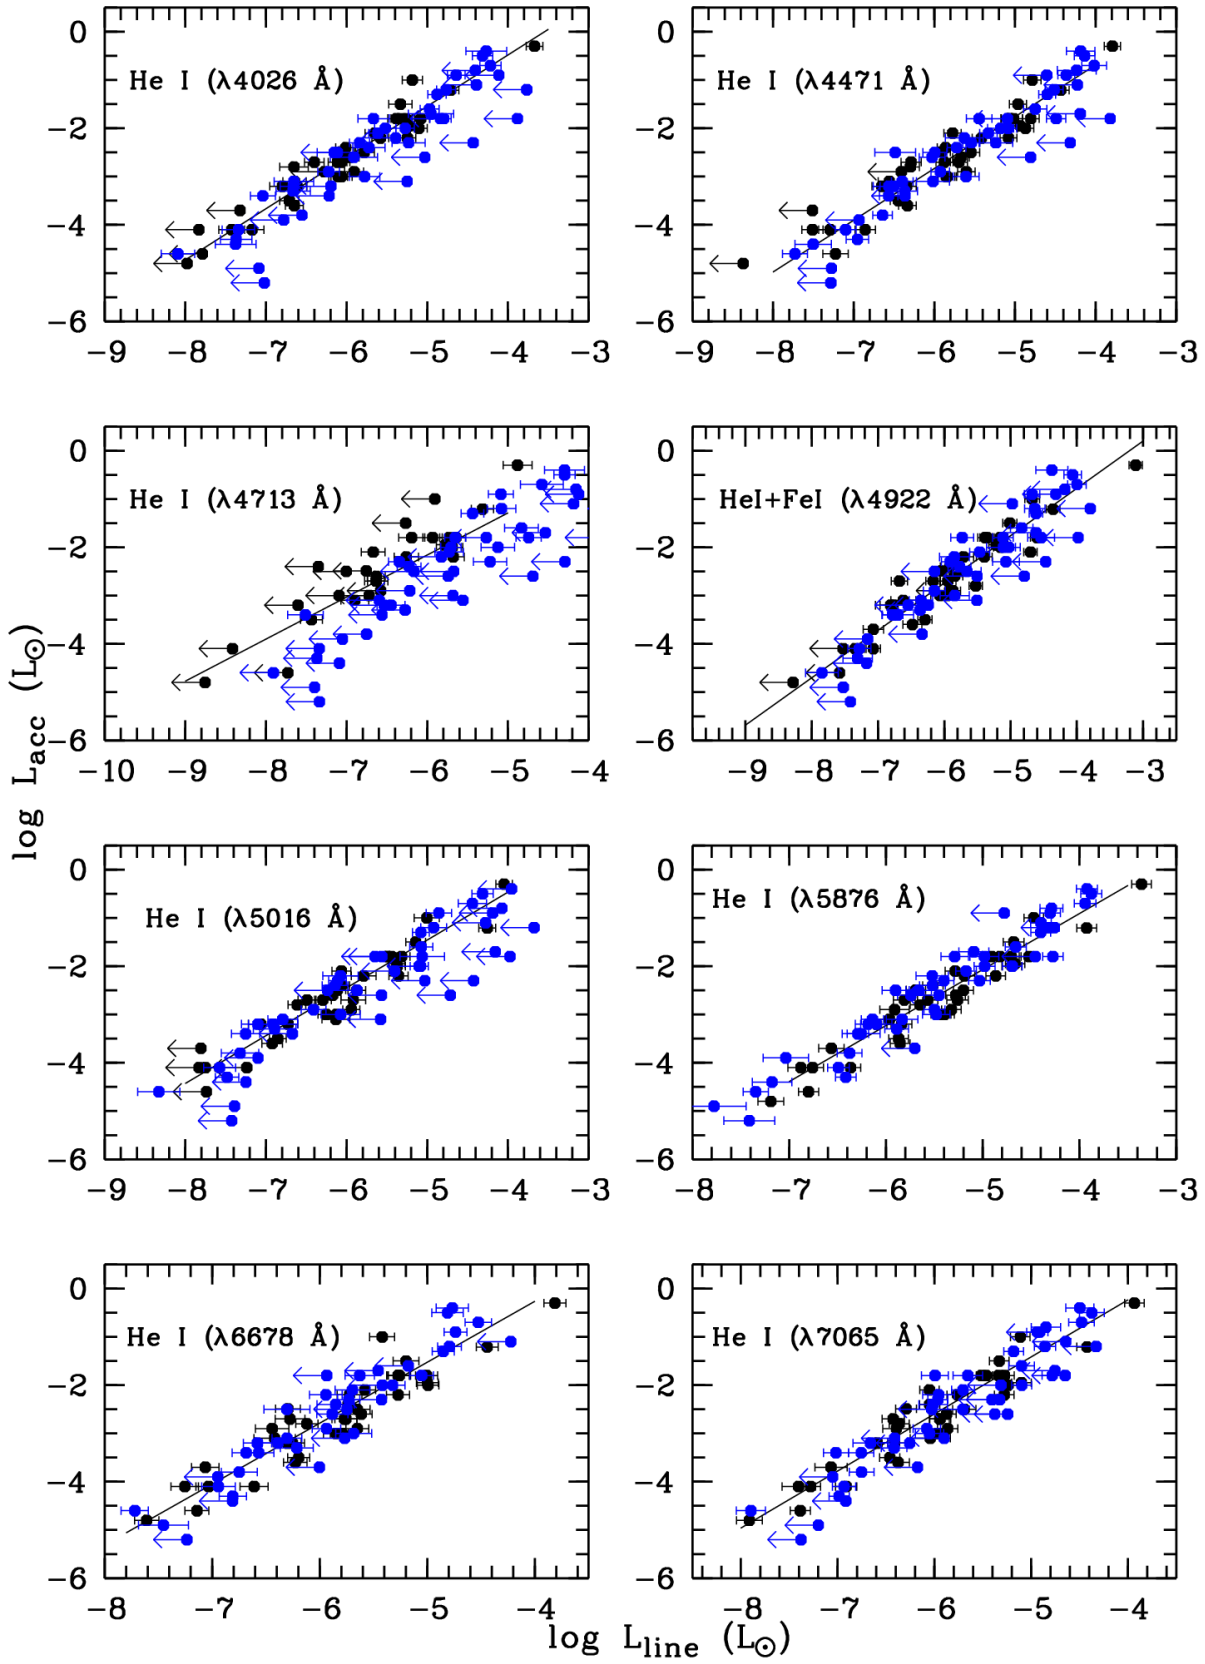 0
−2
−4
−6
He I (λ4026 Å)
−9 −8 −7 −6 −5 −4 −3
0
−2
−4
−6
He I (λ4471 Å)
−9 −8 −7 −6 −5 −4 −3
0
−2
−4
−6
He I (λ4713 Å)
−10 −9 −8 −7 −6 −5 −4
0
−2
−4
−6
HeI+FeI (λ4922 Å)
−9 −8 −7 −6 −5 −4 −3
log L_acc (L_⊙)
0
−2
−4
−6
He I (λ5016 Å)
−9 −8 −7 −6 −5 −4 −3
0
−2
−4
−6
He I (λ5876 Å)
−8 −7 −6 −5 −4 −3
0
−2
−4
−6
He I (λ6678 Å)
−8 −7 −6 −5 −4 −3
0
−2
−4
−6
He I (λ7065 Å)
−8 −7 −6 −5 −4
log L_line (L_⊙)